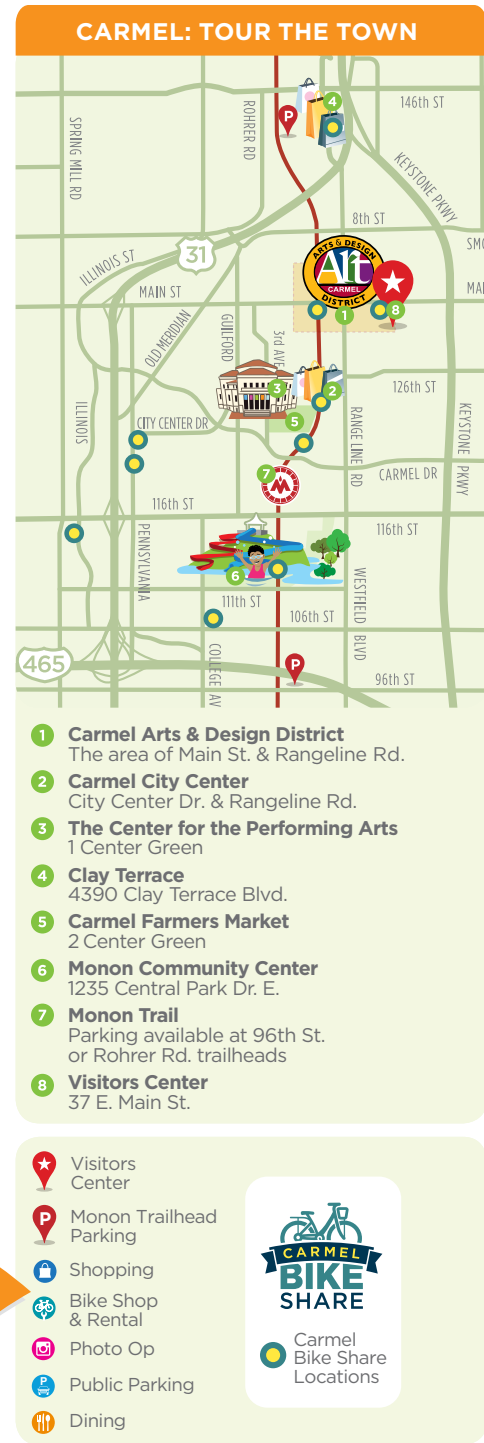 CARMEL: TOUR THE TOWN
146th ST
P
4
ROHRER RD
SPRING MILL RD
KEYSTONE PKWY
8th ST
SMO
31
ILLINOIS ST
ARTS & DESIGN
Art
CARMEL
DISTRICT
MAIN ST
MAI
1
8
OLD MERIDIAN
GUILFORD
3rd AVE
126th ST
3
2
5
ILLINOIS
CITY CENTER DR
RANGE LINE RD
KEYSTONE PKWY
7
M
CARMEL DR
116th ST
116th ST
PENNSYLVANIA
6
111th ST
106th ST
WESTFIELD BLVD
465
COLLEGE AV
P
96th ST
1 Carmel Arts & Design District
The area of Main St. & Rangeline Rd.
2 Carmel City Center
City Center Dr. & Rangeline Rd.
3 The Center for the Performing Arts
1 Center Green
4 Clay Terrace
4390 Clay Terrace Blvd.
5 Carmel Farmers Market
2 Center Green
6 Monon Community Center
1235 Central Park Dr. E.
7 Monon Trail
Parking available at 96th St.
or Rohrer Rd. trailheads
8 Visitors Center
37 E. Main St.
Visitors
Center
P Monon Trailhead
Parking
Shopping
Bike Shop
& Rental
Photo Op
P Public Parking
Dining
CARMEL
BIKE
SHARE
Carmel
Bike Share
Locations